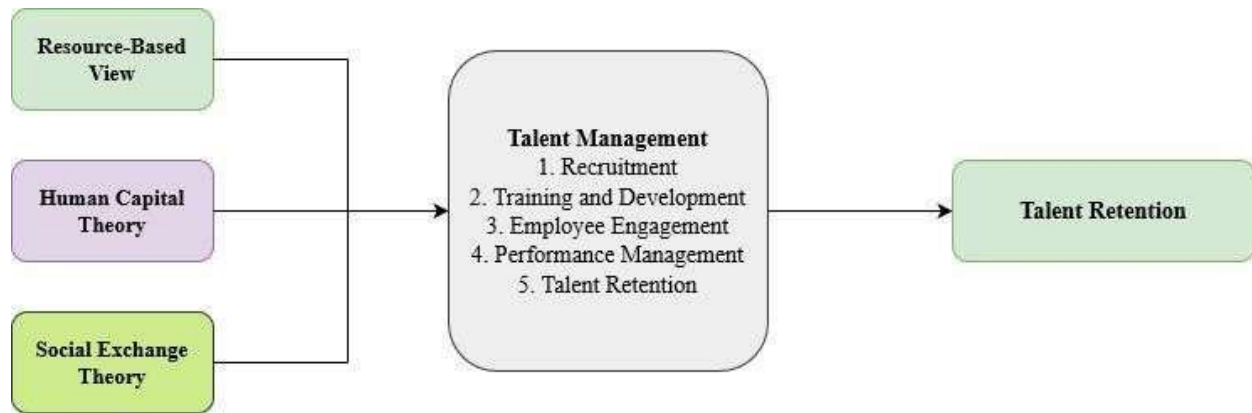 Resource-Based
View
Human Capital
Theory
Social Exchange
Theory
Talent Management
1. Recruitment
2. Training and Development
3. Employee Engagement
4. Performance Management
5. Talent Retention
Talent Retention